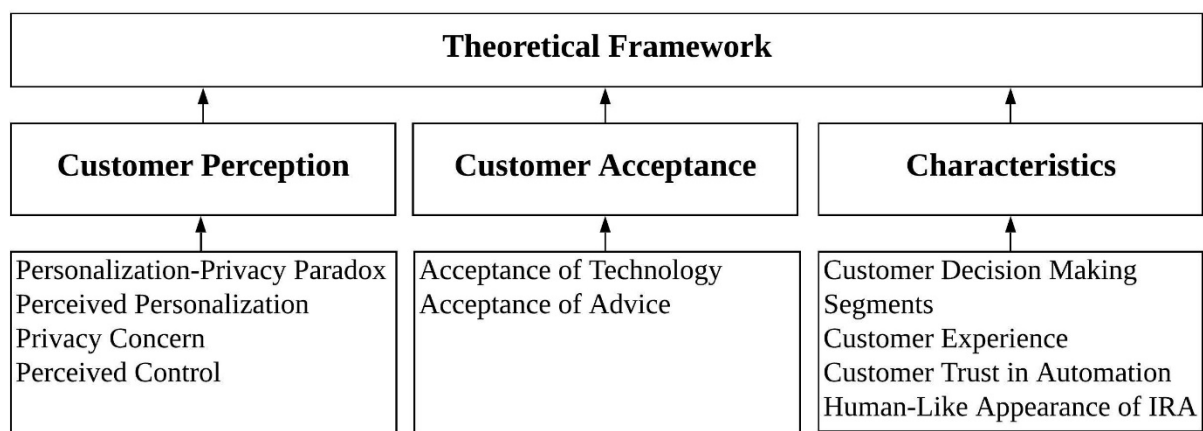 Theoretical Framework
Customer Perception
Customer Acceptance
Characteristics
Personalization-Privacy Paradox
Perceived Personalization
Privacy Concern
Perceived Control
Acceptance of Technology
Acceptance of Advice
Customer Decision Making
Segments
Customer Experience
Customer Trust in Automation
Human-Like Appearance of IRA